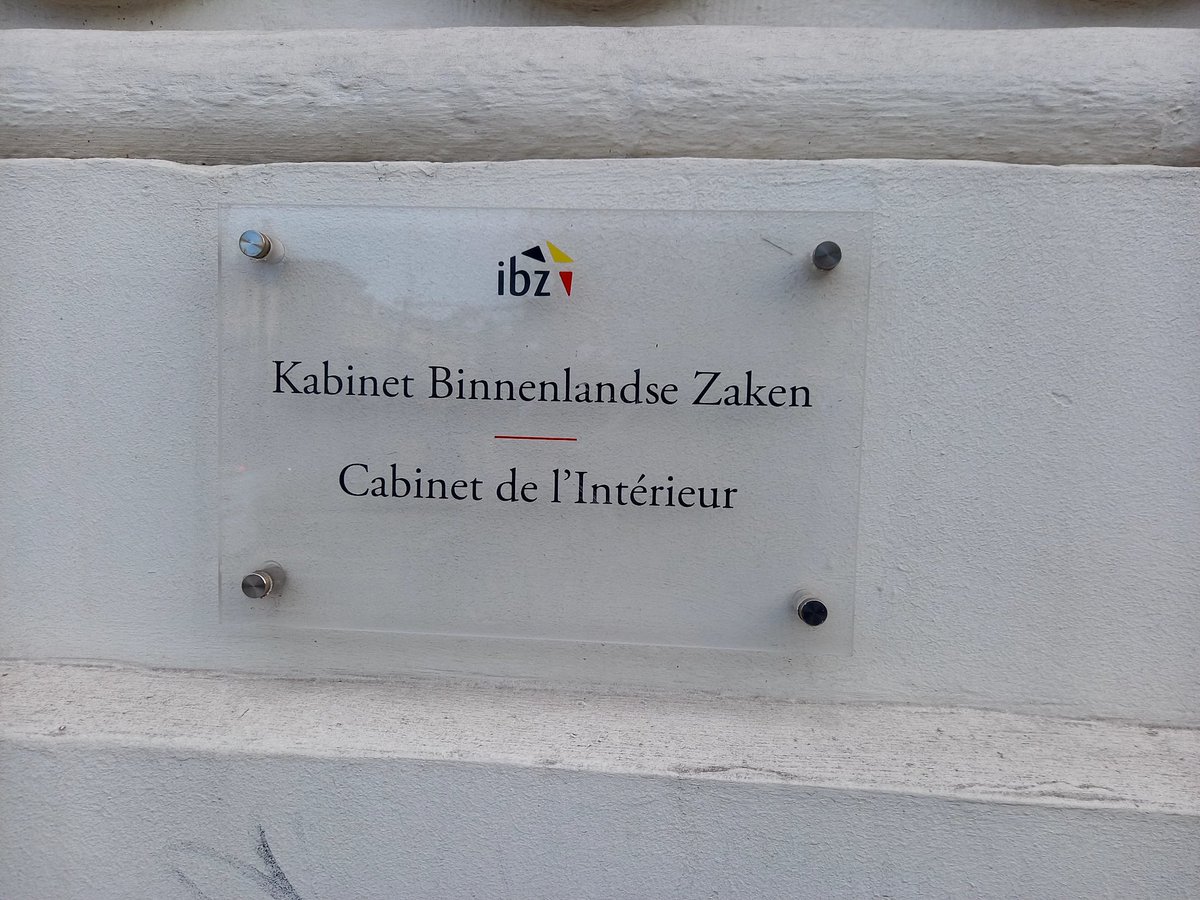 ibz
Kabinet Binnenlandse Zaken
Cabinet de l’Intérieur